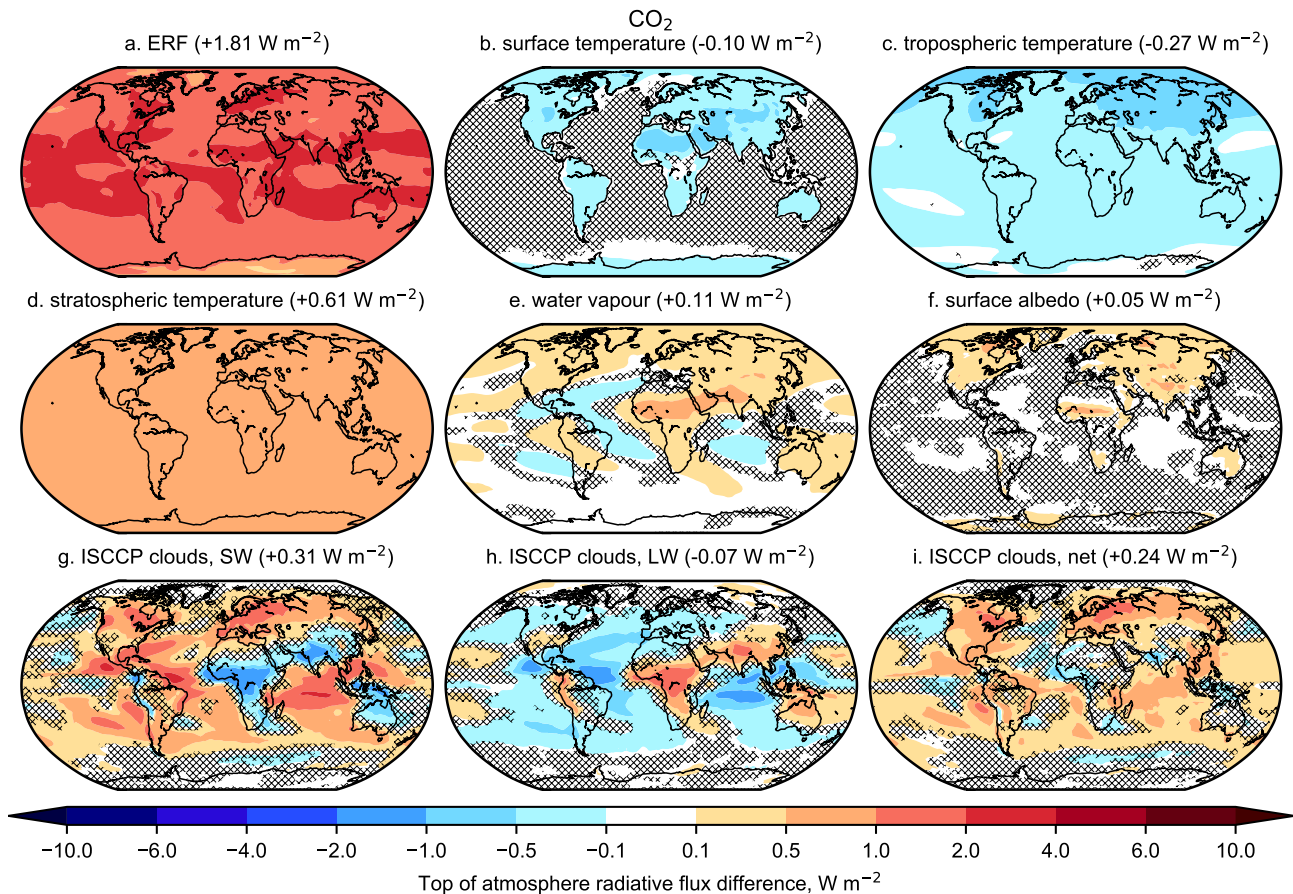 CO₂
a. ERF (+1.81 W m⁻²)
b. surface temperature (-0.10 W m⁻²)
c. tropospheric temperature (-0.27 W m⁻²)
d. stratospheric temperature (+0.61 W m⁻²)
e. water vapour (+0.11 W m⁻²)
f. surface albedo (+0.05 W m⁻²)
g. ISCCP clouds, SW (+0.31 W m⁻²)
h. ISCCP clouds, LW (-0.07 W m⁻²)
i. ISCCP clouds, net (+0.24 W m⁻²)
−10.0 −6.0 −4.0 −2.0 −1.0 −0.5 −0.1 0.1 0.5 1.0 2.0 4.0 6.0 10.0
Top of atmosphere radiative flux difference, W m⁻²